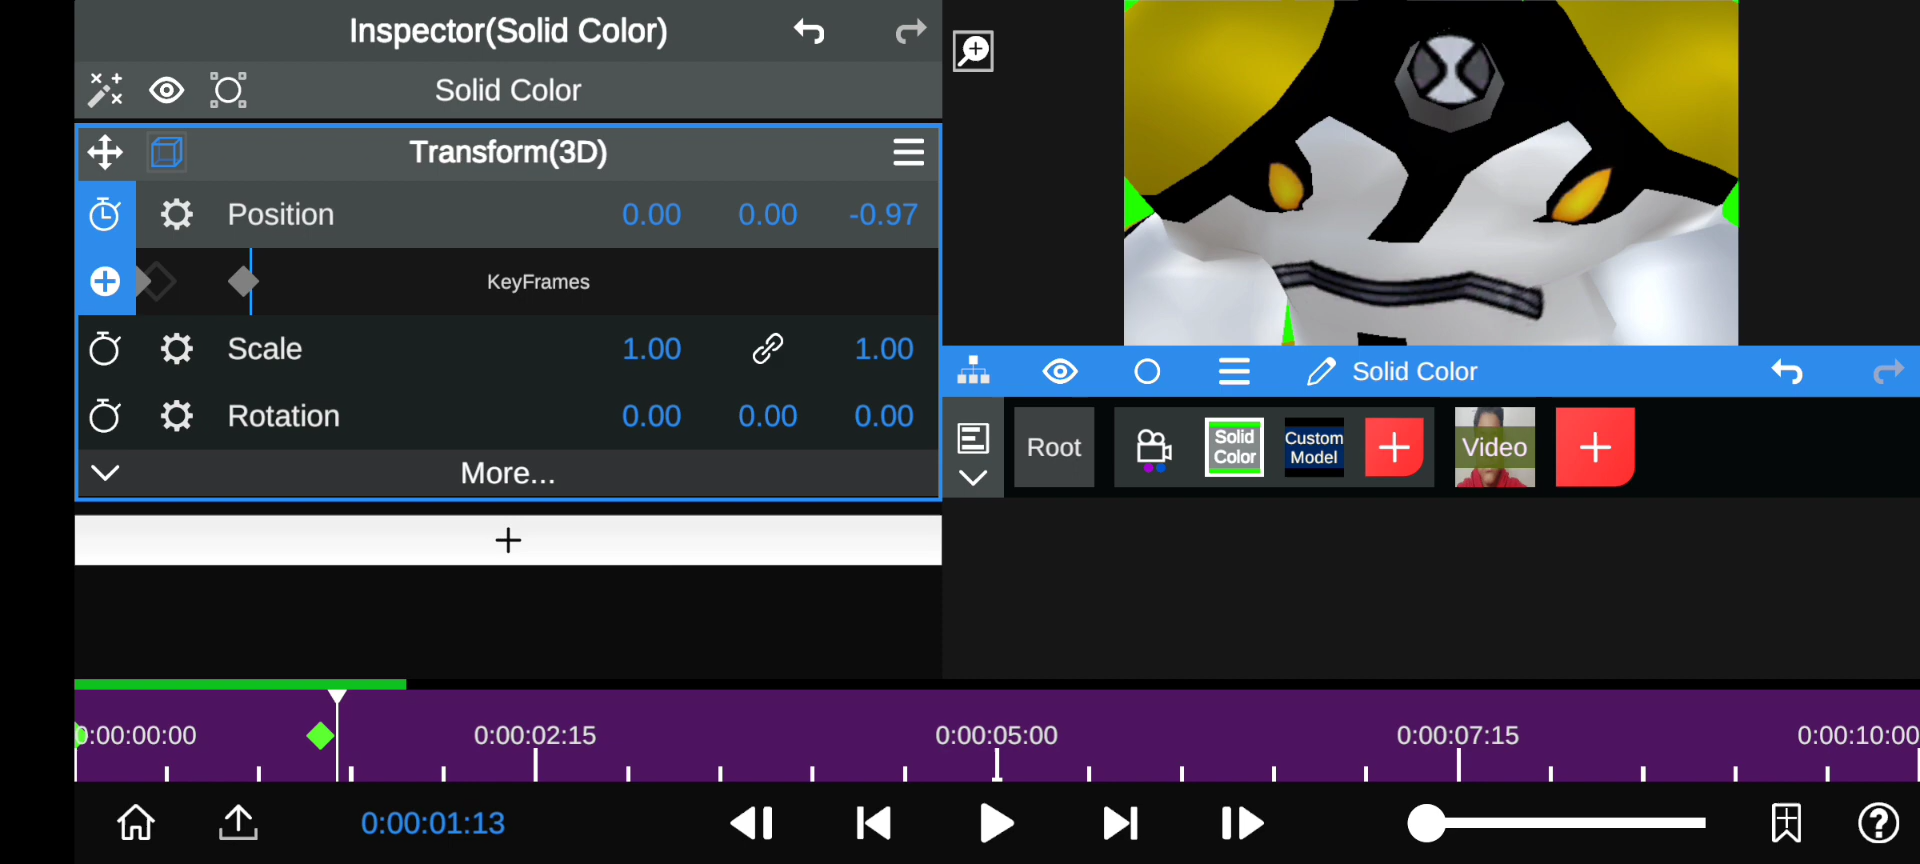 Inspector(Solid Color)
Solid Color
Transform(3D)
Position 0.00 0.00 -0.97
KeyFrames
Scale 1.00 1.00
Rotation 0.00 0.00 0.00
More...
+
Solid Color
Root
Solid
Color
Custom
Model
Video
0:00:00:00 0:00:02:15 0:00:05:00 0:00:07:15 0:00:10:00
0:00:01:13